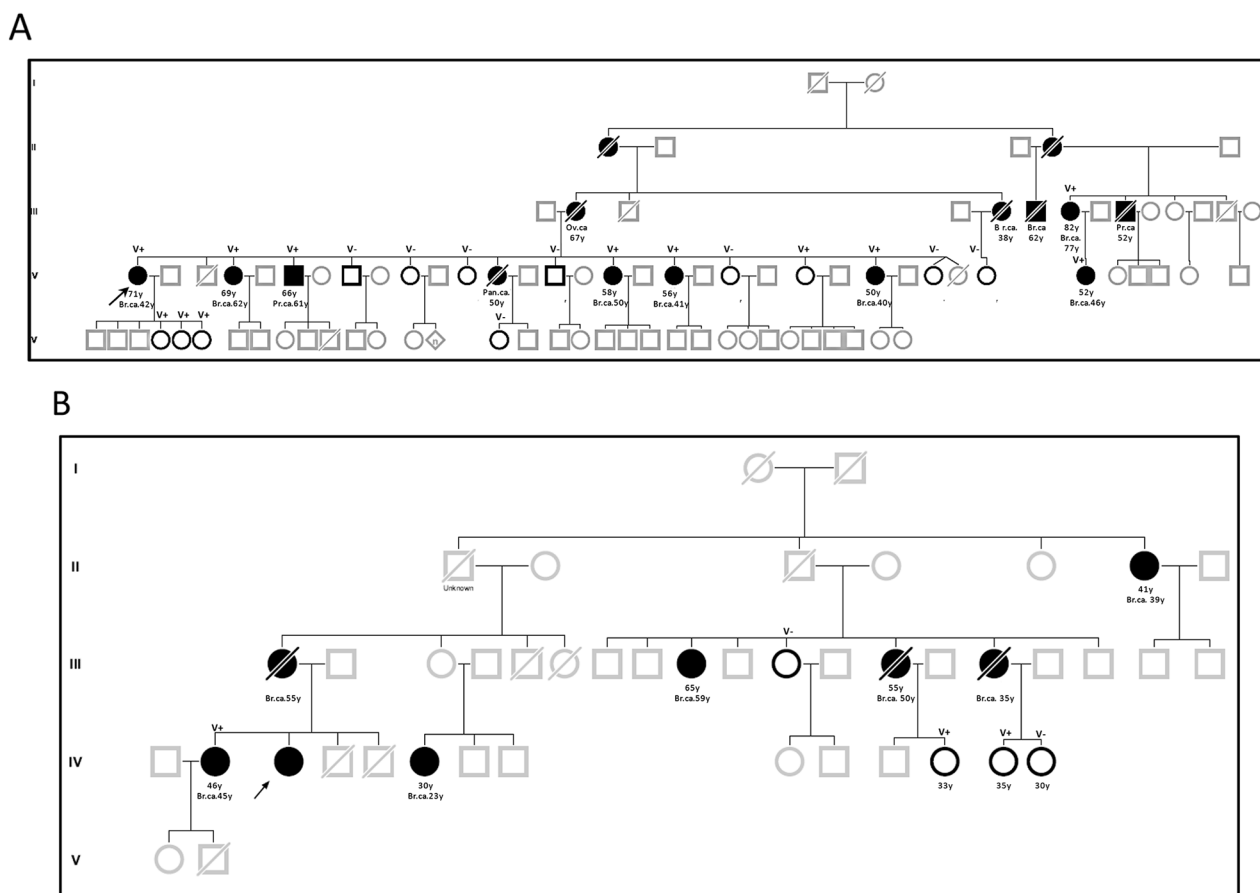 A
I
II
III
V+
Ov.ca
67y
B r.ca.
38y
Br.ca
62y
82y
Br.ca.
77y
Pr.ca.
52y
V+ V+ V+ V- V- V- V- V+ V+ V- V+ V+ V- V-
V+
V
71y
Br.ca.42y
69y
Br.ca.62y
66y
Pr.ca.61y
Pan.ca.
50y
58y
Br.ca.50y
56y
Br.ca.41y
50y
Br.ca.40y
52y
Br.ca.46y
V+ V+ V+
V-
V
n
B
I
II
Unknown
41y
Br.ca. 39y
V-
III
Br.ca.55y
65y
Br.ca.59y
55y
Br.ca. 50y
Br.ca. 35y
V+
V+
V+ V-
IV
46y
Br.ca.45y
30y
Br.ca.23y
33y
35y
30y
V